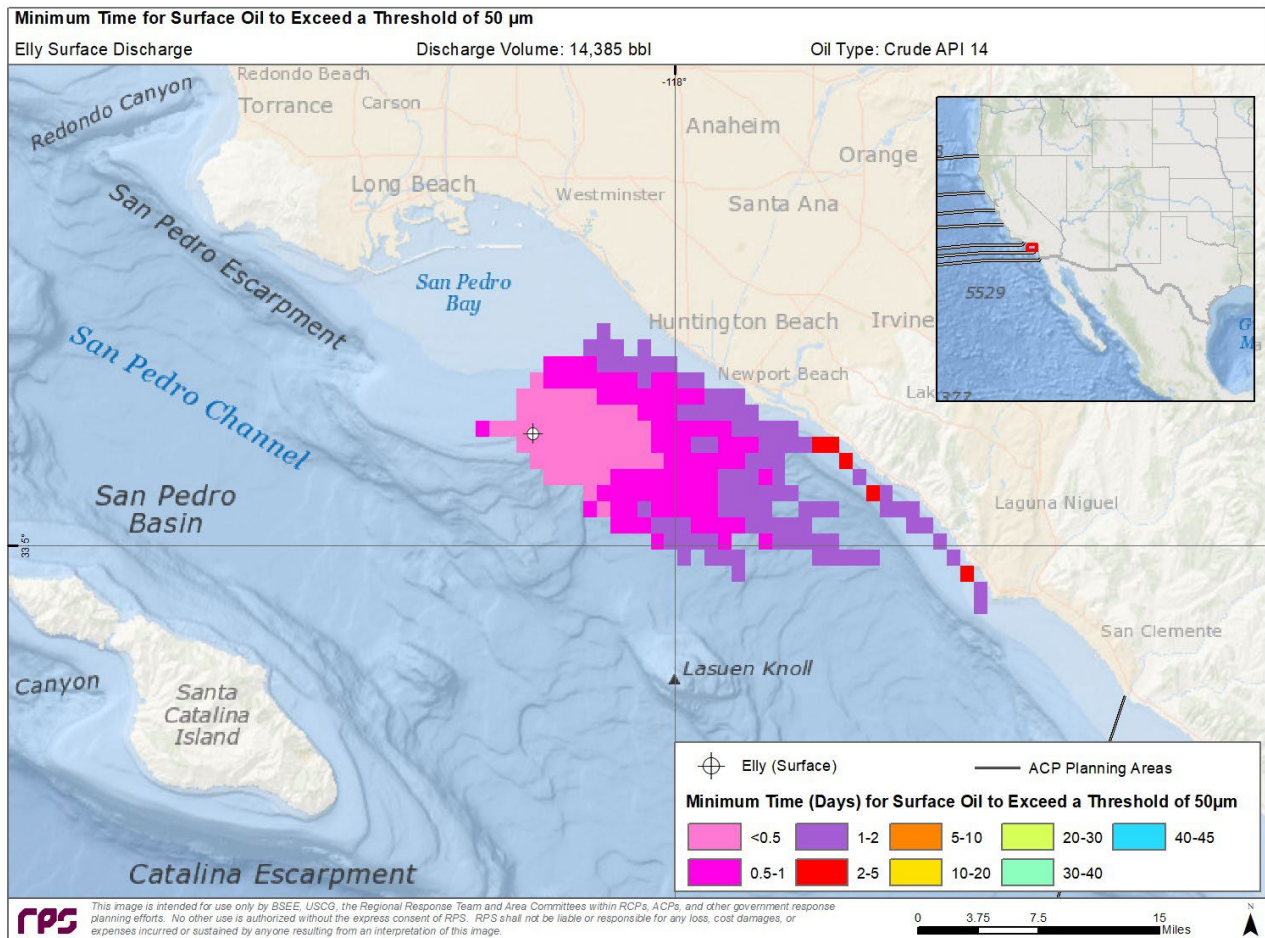 Minimum Time for Surface Oil to Exceed a Threshold of 50 µm
Elly Surface Discharge
Discharge Volume: 14,385 bbl
Oil Type: Crude API 14
-118°
Redondo Beach
Redondo Canyon
Torrance
Carson
Anaheim
Orange
Long Beach
Westminster
Santa Ana
San Pedro Escarpment
San Pedro
Bay
Huntington Beach
Irvine
San Pedro Channel
Newport Beach
Lak
377
5529
8
G
M
San Pedro
Basin
Laguna Niguel
33.5°
San Clemente
Lasuen Knoll
Canyon
Santa
Catalina
Island
Catalina Escarpment
Elly (Surface)
ACP Planning Areas
Minimum Time (Days) for Surface Oil to Exceed a Threshold of 50µm
<0.5
1-2
5-10
20-30
40-45
0.5-1
2-5
10-20
30-40
rps
This image is intended for use only by BSEE, USCG, the Regional Response Team and Area Committees within RCPs, ACPs, and other government response
planning efforts. No other use is authorized without the express consent of RPS. RPS shall not be liable or responsible for any loss, cost damages, or
expenses incurred or sustained by anyone resulting from an interpretation of this image.
0 3.75 7.5 15
Miles
N